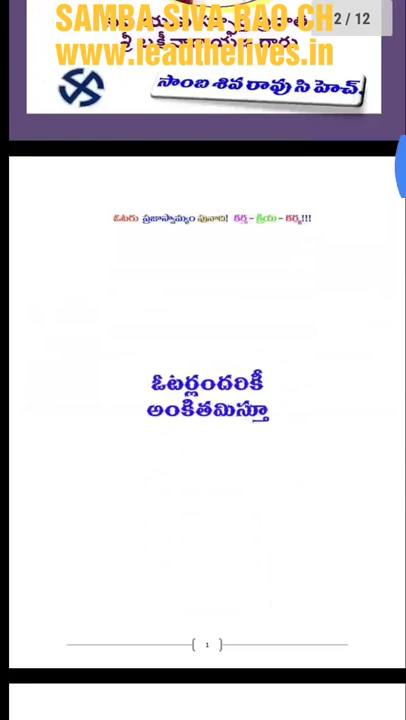 SAMBA SIVA RAO CH
2 / 12
www.leadthelives.in
సాంబ శివ రావు సి హెచ్.
ఓటరు ప్రజాస్వామ్యం పునాది! కర్త - క్రియ - కర్మ!!!
ఓటర్లందరికీ
అంకితమిస్తూ
1